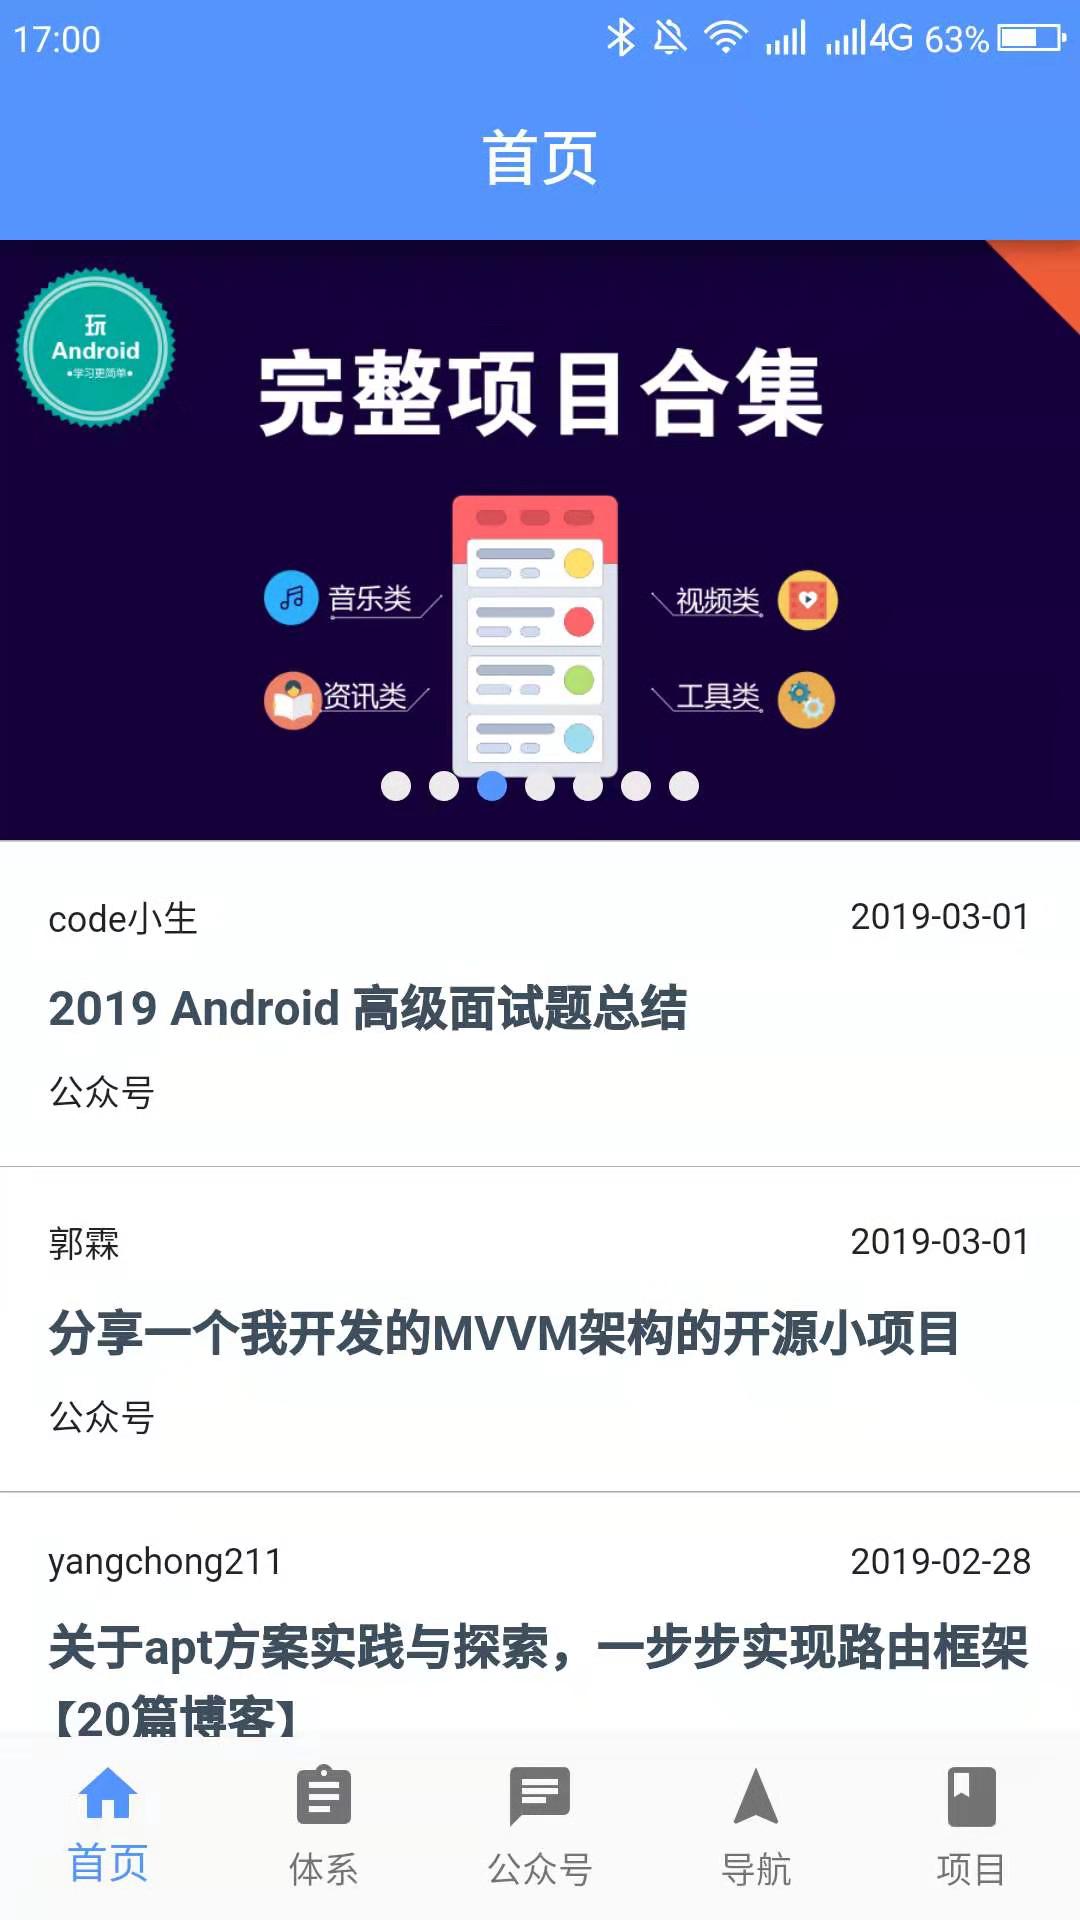 17:00 4G 63%
首页
玩
Android
•学习更简单•
完整项目合集
音乐类 视频类
资讯类 工具类
code小生 2019-03-01
2019 Android 高级面试题总结
公众号
郭霖 2019-03-01
分享一个我开发的MVVM架构的开源小项目
公众号
yangchong211 2019-02-28
关于apt方案实践与探索，一步步实现路由框架
【20篇博客】
首页 体系 公众号 导航 项目